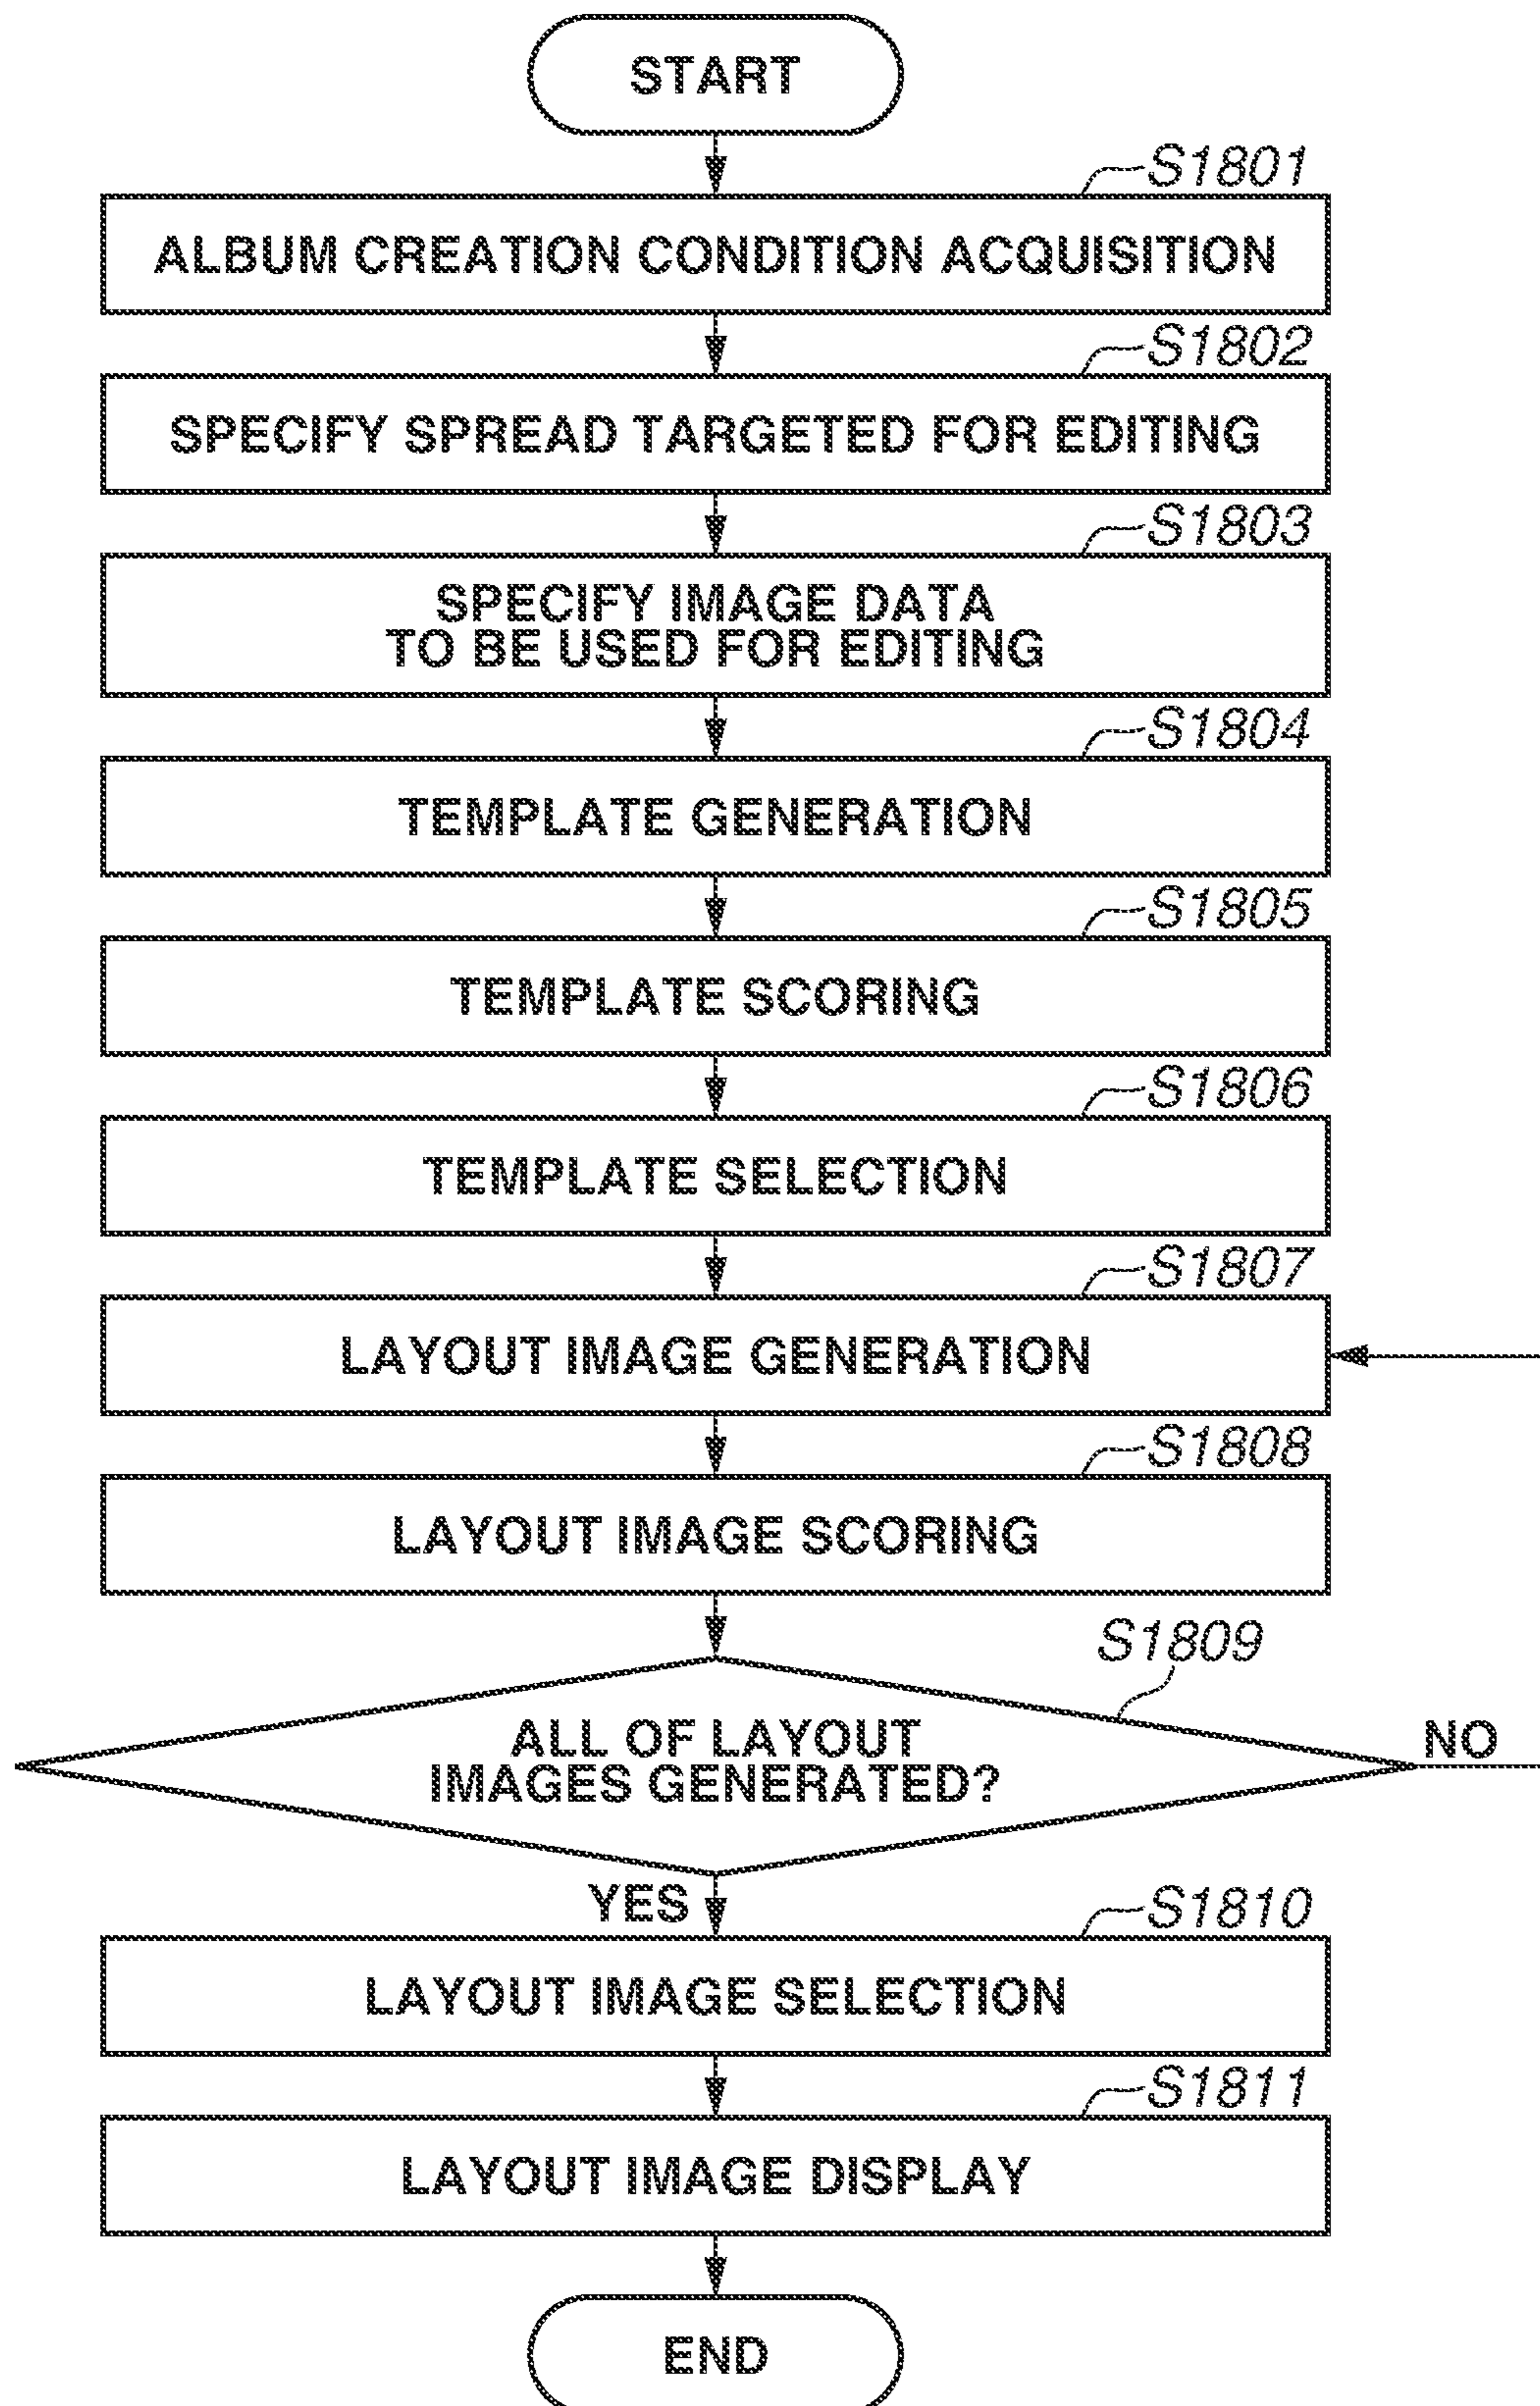 START
S1801
ALBUM CREATION CONDITION ACQUISITION
S1802
SPECIFY SPREAD TARGETED FOR EDITING
S1803
SPECIFY IMAGE DATA
TO BE USED FOR EDITING
S1804
TEMPLATE GENERATION
S1805
TEMPLATE SCORING
S1806
TEMPLATE SELECTION
S1807
LAYOUT IMAGE GENERATION
S1808
LAYOUT IMAGE SCORING
S1809
ALL OF LAYOUT
IMAGES GENERATED?
NO
YES
S1810
LAYOUT IMAGE SELECTION
S1811
LAYOUT IMAGE DISPLAY
END